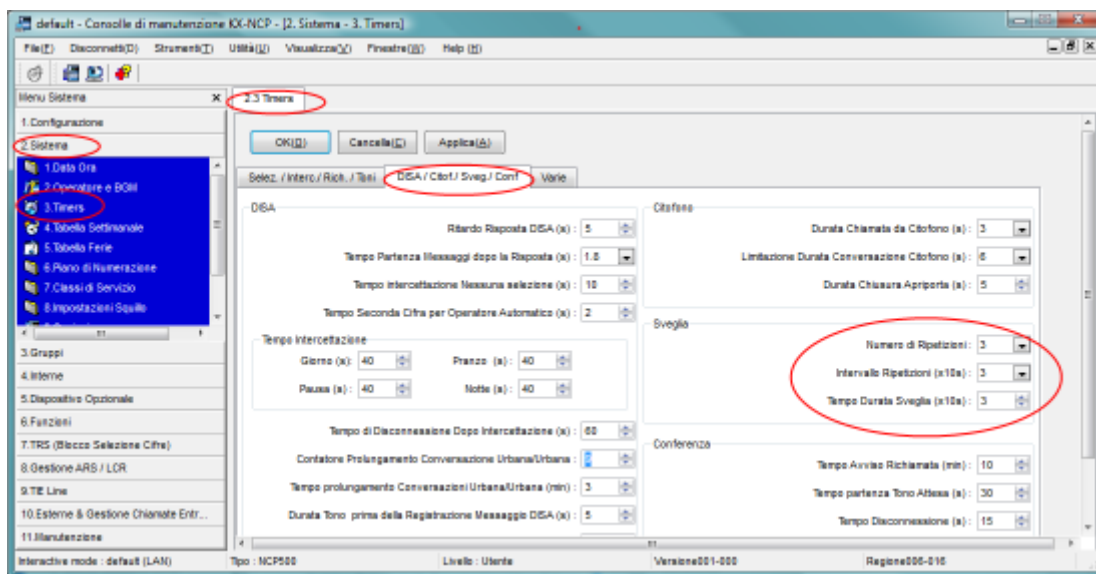 default - Consolle di manutenzione KX-NCP - [2. Sistema - 3. Timers]
File(F) Disconnetti(D) Strumenti(T) Utilità(U) Visualizza(V) Finestre(W) Help (H)
Menu Sistema
1.Configurazione
2.Sistema
1.Data Ora
2.Operatore e BGM
3.Timers
4.Tabella Settimanale
5.Tabella Ferie
6.Piano di Numerazione
7.Classi di Servizio
8.Impostazioni Squillo
3.Gruppi
4.Interne
5.Dispositivo Opzionale
6.Funzioni
7.TRS (Blocco Selezione Cifre)
8.Gestione ARS / LCR
9.TIE Line
10.Esterne & Gestione Chiamate Entr...
11.Manutenzione
2.3 Timers
OK(O) Cancella(C) Applica(A)
Selez. / Interc./ Rich. / Toni DISA / Citof./ Sveg./ Conf Varie
DISA
Ritardo Risposta DISA (s) : 5
Tempo Partenza Messaggi dopo la Risposta (s) : 1.8
Tempo intercettazione Nessuna selezione (s) : 10
Tempo Seconda Cifra per Operatore Automatico (s) : 2
Tempo Intercettazione
Giorno (s): 40 Pranzo (s) : 40
Pausa (s) : 40 Notte (s) : 40
Tempo di Disconnessione Dopo Intercettazione (s) : 60
Contatore Prolungamento Conversazione Urbana/Urbana :
Tempo prolungamento Conversazioni Urbana/Urbana (min) : 3
Durata Tono prima della Registrazione Messaggio DISA (s) : 5
Citofono
Durata Chiamata da Citofono (s) : 3
Limitazione Durata Conversazione Citofono (s) : 6
Durata Chiusura Apriporta (s) : 5
Sveglia
Numero di Ripetizioni : 3
Intervallo Ripetizioni (x10s) : 3
Tempo Durata Sveglia (x10s) : 3
Conferenza
Tempo Avviso Richiamata (min) : 10
Tempo partenza Tono Attesa (s) : 30
Tempo Disconnessione (s) : 15
Interactive mode : default (LAN) Tipo : NCP500 Livello : Utente Versione001-000 Regione006-016